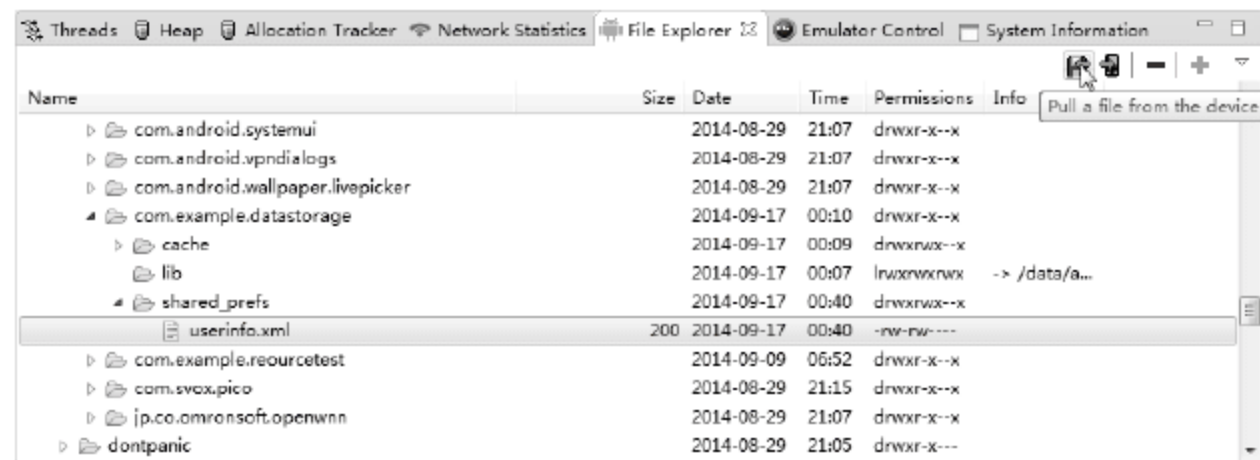 Threads Heap Allocation Tracker Network Statistics File Explorer Emulator Control System Information
Name Size Date Time Permissions Info
Pull a file from the device
com.android.systemui 2014-08-29 21:07 drwxr-x--x
com.android.vpndialogs 2014-08-29 21:07 drwxr-x--x
com.android.wallpaper.livepicker 2014-08-29 21:07 drwxr-x--x
com.example.datastorage 2014-09-17 00:10 drwxr-x--x
cache 2014-09-17 00:09 drwxrwx--x
lib 2014-09-17 00:07 lrwxrwxrwx -> /data/a...
shared_prefs 2014-09-17 00:40 drwxrwx--x
userinfo.xml 200 2014-09-17 00:40 -rw-rw----
com.example.reourcetest 2014-09-09 06:52 drwxr-x--x
com.svox.pico 2014-08-29 21:15 drwxr-x--x
jp.co.omronsoft.openwnn 2014-08-29 21:07 drwxr-x--x
dontpanic 2014-08-29 21:05 drwxr-x---